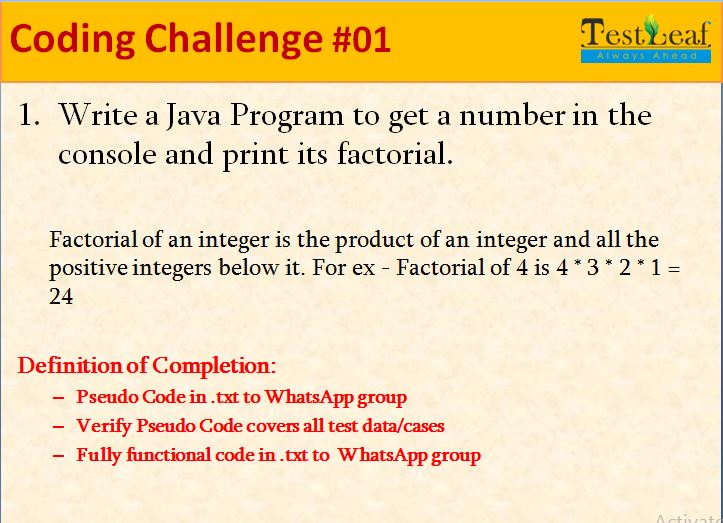 Coding Challenge #01
TestLeaf
Always Ahead
1. Write a Java Program to get a number in the
console and print its factorial.
Factorial of an integer is the product of an integer and all the
positive integers below it. For ex - Factorial of 4 is 4 * 3 * 2 * 1 =
24
Definition of Completion:
– Pseudo Code in .txt to WhatsApp group
– Verify Pseudo Code covers all test data/cases
– Fully functional code in .txt to WhatsApp group